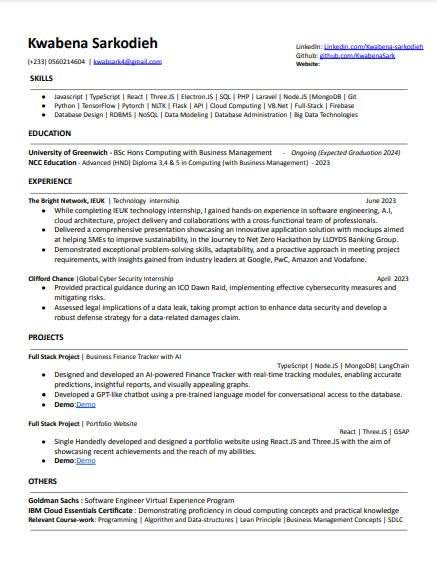 Kwabena Sarkodieh
LinkedIn: Linkedin.com/Kwabena-sarkodieh
Github: github.com/KwabenaSark
(+233) 0560214604 | kwabsark4@gmail.com
Website:
SKILLS
● Javascript | TypeScript | React | Three.JS | Electron.JS | SQL | PHP | Laravel | Node.JS |MongoDB | Git
● Python | TensorFlow | Pytorch | NLTK | Flask | API | Cloud Computing | VB.Net | Full-Stack | Firebase
● Database Design | RDBMS | NoSQL | Data Modeling | Database Administration | Big Data Technologies
EDUCATION
University of Greenwich - BSc Hons Computing with Business Management - Ongoing (Expected Graduation 2024)
NCC Education - Advanced (HND) Diploma 3,4 & 5 in Computing (with Business Management) - 2023
EXPERIENCE
The Bright Network, IEUK | Technology internship June 2023
● While completing IEUK technology internship, I gained hands-on experience in software engineering, A.I,
cloud architecture, project delivery and collaborations with a cross-functional team of professionals.
● Delivered a comprehensive presentation showcasing an innovative application solution with mockups aimed
at helping SMEs to improve sustainability, in the Journey to Net Zero Hackathon by LLOYDS Banking Group.
● Demonstrated exceptional problem-solving skills, adaptability, and a proactive approach in meeting project
requirements, with insights gained from industry leaders at Google, PwC, Amazon and Vodafone.
Clifford Chance |Global Cyber Security Internship April 2023
● Provided practical guidance during an ICO Dawn Raid, implementing effective cybersecurity measures and
mitigating risks.
● Assessed legal implications of a data leak, taking prompt action to enhance data security and develop a
robust defense strategy for a data-related damages claim.
PROJECTS
Full Stack Project | Business Finance Tracker with AI
TypeScript | Node.JS | MongoDB| LangChain
● Designed and developed an AI-powered Finance Tracker with real-time tracking modules, enabling accurate
predictions, insightful reports, and visually appealing graphs.
● Developed a GPT-like chatbot using a pre-trained language model for conversational access to the database.
● Demo:Demo
Full Stack Project | Portfolio Website
React | Three.JS | GSAP
● Single Handedly developed and designed a portfolio website using React.JS and Three.JS with the aim of
showcasing recent achievements and the reach of my abilities.
● Demo:Demo
OTHERS
Goldman Sachs : Software Engineer Virtual Experience Program
IBM Cloud Essentials Certificate : Demonstrating proficiency in cloud computing concepts and practical knowledge
Relevant Course-work: Programming | Algorithm and Data-structures | Lean Principle |Business Management Concepts | SDLC